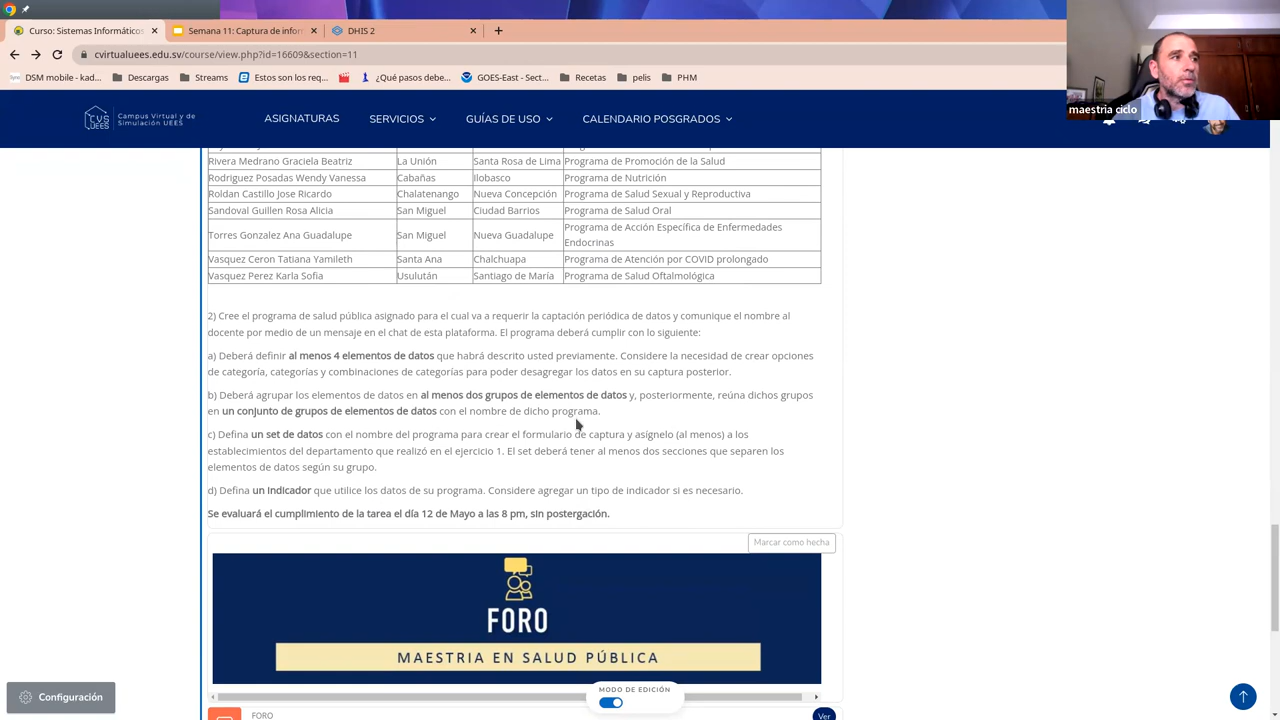 Curso: Sistemas Informáticos
Semana 11: Captura de infor
DHIS 2
cvirtualuees.edu.sv/course/view.php?id=16609&section=11
DSM mobile - kad...
Descargas
Streams
Estos son los req...
¿Qué pasos debe...
GOES-East - Sect...
Recetas
pelis
PHM
maestria ciclo
CVS UEES
Campus Virtual y de
Simulación UEES
ASIGNATURAS
SERVICIOS
GUÍAS DE USO
CALENDARIO POSGRADOS
Rivera Medrano Graciela Beatriz La Unión Santa Rosa de Lima Programa de Promoción de la Salud
Rodriguez Posadas Wendy Vanessa Cabañas Ilobasco Programa de Nutrición
Roldan Castillo Jose Ricardo Chalatenango Nueva Concepción Programa de Salud Sexual y Reproductiva
Sandoval Guillen Rosa Alicia San Miguel Ciudad Barrios Programa de Salud Oral
Torres Gonzalez Ana Guadalupe San Miguel Nueva Guadalupe Programa de Acción Específica de Enfermedades
Endocrinas
Vasquez Ceron Tatiana Yamileth Santa Ana Chalchuapa Programa de Atención por COVID prolongado
Vasquez Perez Karla Sofia Usulután Santiago de María Programa de Salud Oftalmológica
2) Cree el programa de salud pública asignado para el cual va a requerir la captación periódica de datos y comunique el nombre al
docente por medio de un mensaje en el chat de esta plataforma. El programa deberá cumplir con lo siguiente:
a) Deberá definir al menos 4 elementos de datos que habrá descrito usted previamente. Considere la necesidad de crear opciones
de categoría, categorías y combinaciones de categorías para poder desagregar los datos en su captura posterior.
b) Deberá agrupar los elementos de datos en al menos dos grupos de elementos de datos y, posteriormente, reúna dichos grupos
en un conjunto de grupos de elementos de datos con el nombre de dicho programa.
c) Defina un set de datos con el nombre del programa para crear el formulario de captura y asígnelo (al menos) a los
establecimientos del departamento que realizó en el ejercicio 1. El set deberá tener al menos dos secciones que separen los
elementos de datos según su grupo.
d) Defina un indicador que utilice los datos de su programa. Considere agregar un tipo de indicador si es necesario.
Se evaluará el cumplimiento de la tarea el día 12 de Mayo a las 8 pm, sin postergación.
Marcar como hecha
FORO
MAESTRIA EN SALUD PÚBLICA
MODO DE EDICIÓN
Configuración
FORO
Ver